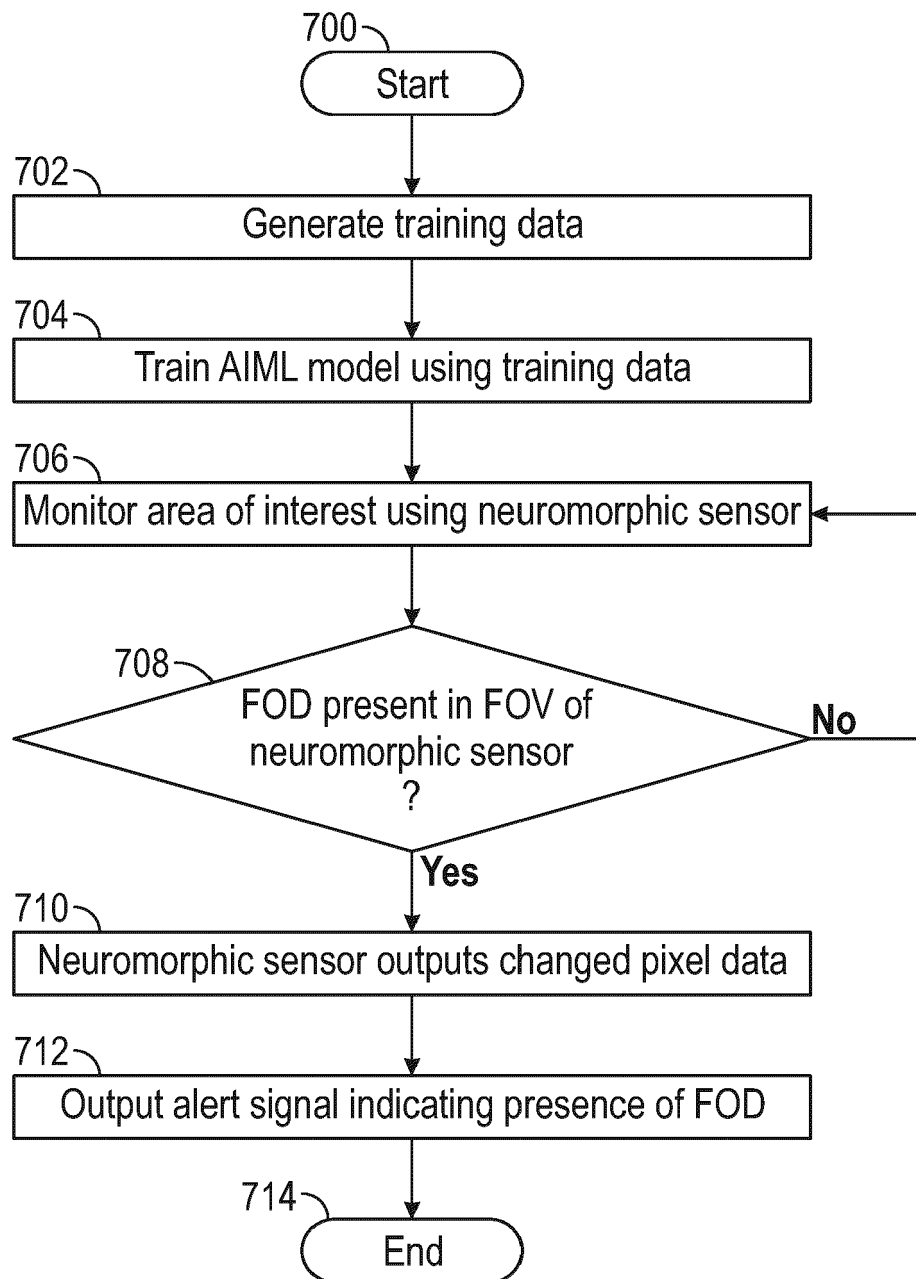 700
Start
702
Generate training data
704
Train AIML model using training data
706
Monitor area of interest using neuromorphic sensor
708
FOD present in FOV of
neuromorphic sensor
?
No
Yes
710
Neuromorphic sensor outputs changed pixel data
712
Output alert signal indicating presence of FOD
714
End